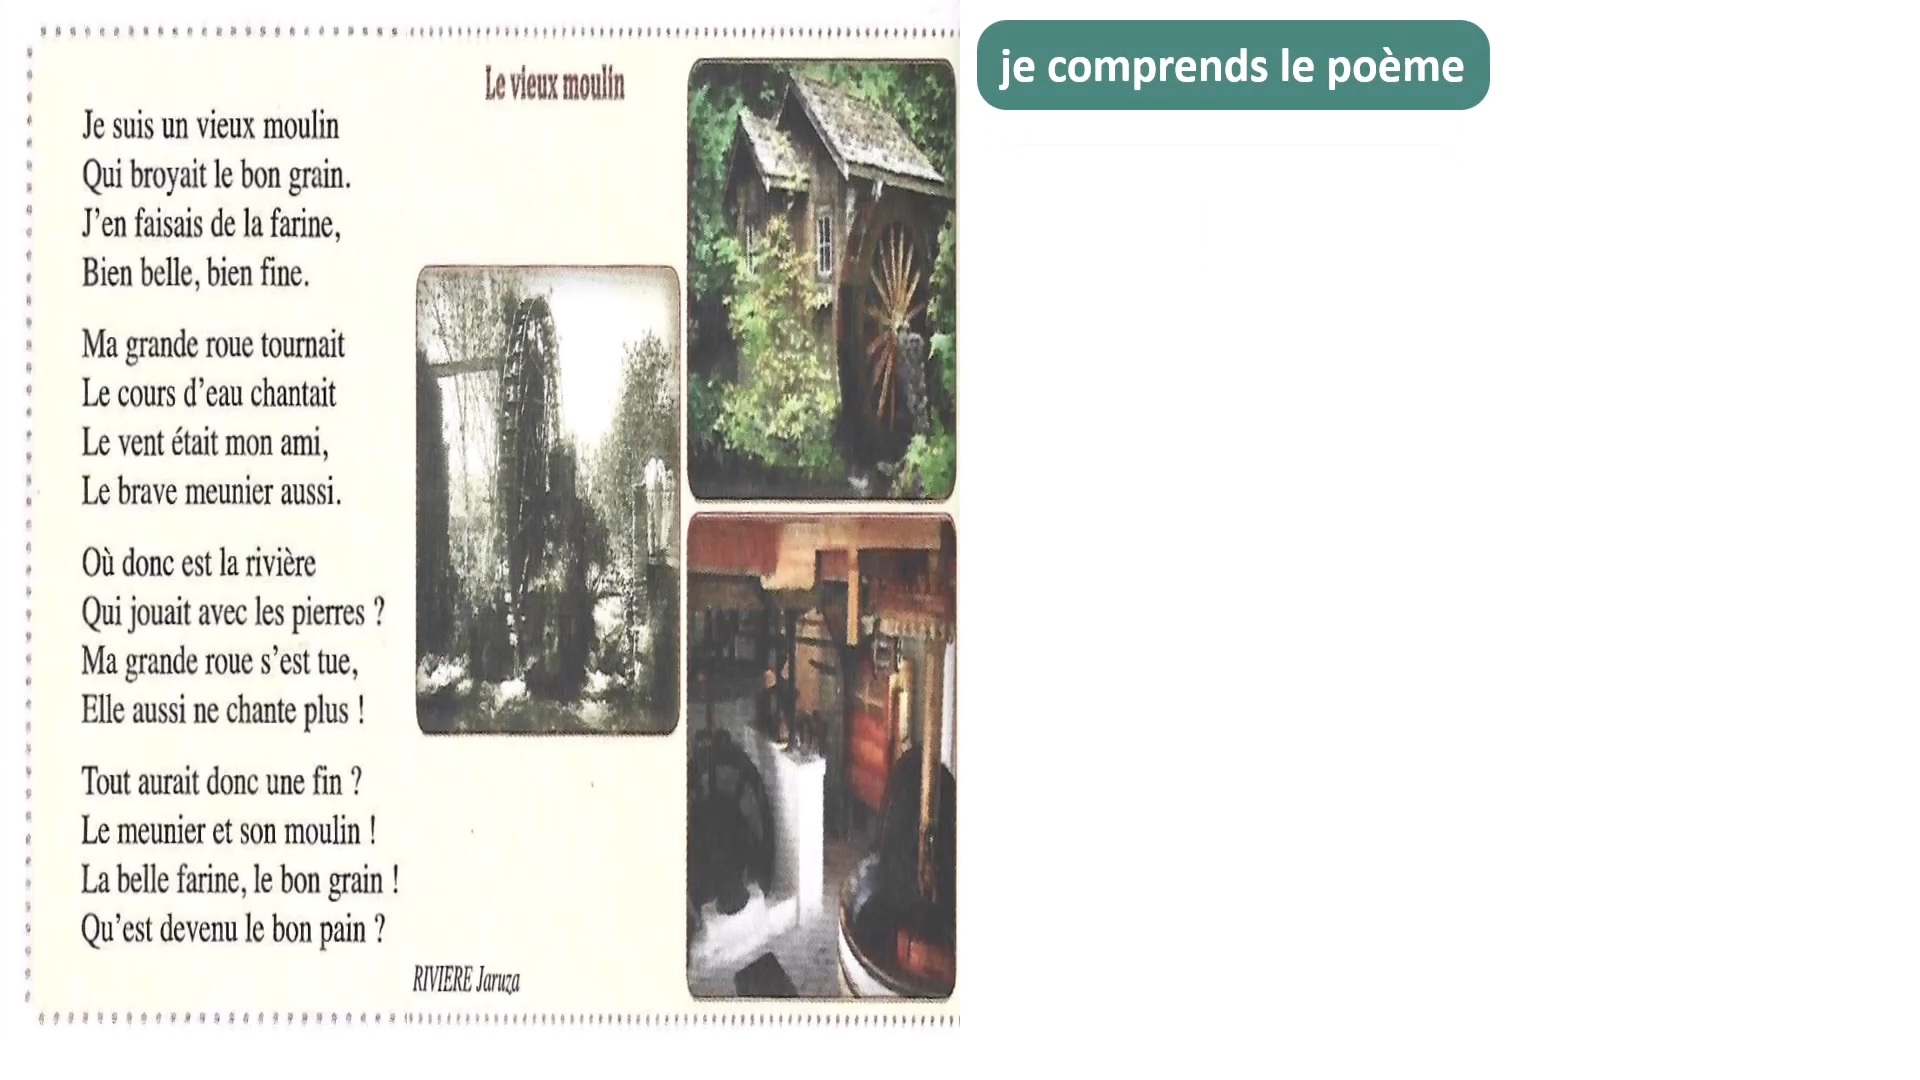 Le vieux moulin
Je suis un vieux moulin
Qui broyait le bon grain.
J'en faisais de la farine,
Bien belle, bien fine.
Ma grande roue tournait
Le cours d'eau chantait
Le vent était mon ami,
Le brave meunier aussi.
Où donc est la rivière
Qui jouait avec les pierres ?
Ma grande roue s'est tue,
Elle aussi ne chante plus !
Tout aurait donc une fin ?
Le meunier et son moulin !
La belle farine, le bon grain !
Qu'est devenu le bon pain ?
RIVIERE Jaruza
je comprends le poème